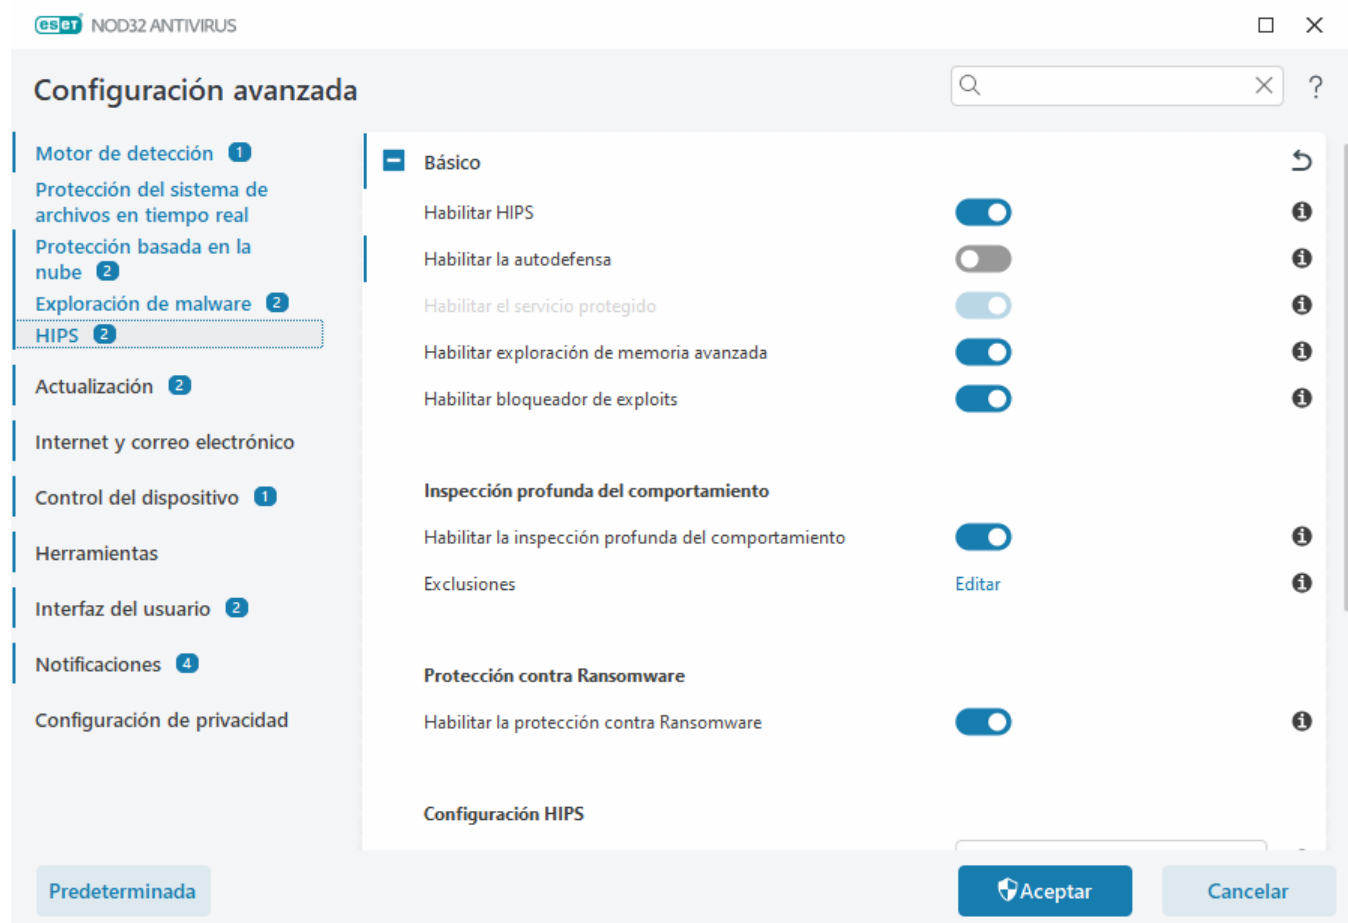 eset NOD32 ANTIVIRUS
Configuración avanzada
?
Motor de detección 1
Protección del sistema de
archivos en tiempo real
Protección basada en la
nube 2
Exploración de malware 2
HIPS 2
Actualización 2
Internet y correo electrónico
Control del dispositivo 1
Herramientas
Interfaz del usuario 2
Notificaciones 4
Configuración de privacidad
Básico
Habilitar HIPS
Habilitar la autodefensa
Habilitar el servicio protegido
Habilitar exploración de memoria avanzada
Habilitar bloqueador de exploits
Inspección profunda del comportamiento
Habilitar la inspección profunda del comportamiento
Exclusiones Editar
Protección contra Ransomware
Habilitar la protección contra Ransomware
Configuración HIPS
Predeterminada Aceptar Cancelar